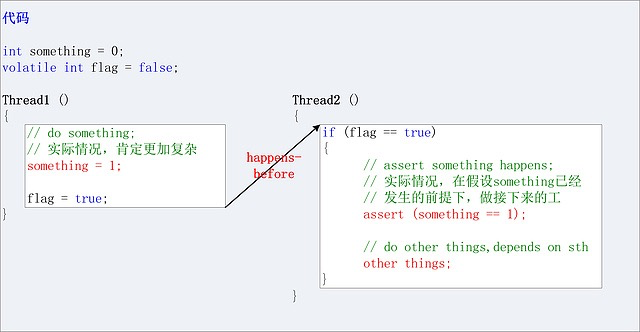 代码
int something = 0;
volatile int flag = false;
Thread1 ()
{
// do something;
// 实际情况，肯定更加复杂
something = 1;
flag = true;
}
happens-
before
Thread2 ()
{
if (flag == true)
{
// assert something happens;
// 实际情况，在假设something已经
// 发生的前提下，做接下来的工
assert (something == 1);
// do other things,depends on sth
other things;
}
}